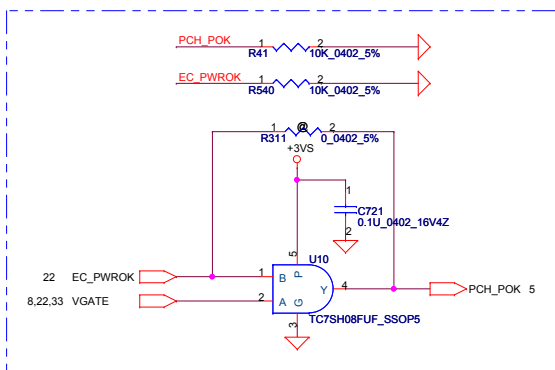 PCH_POK 1 2
R41 10K_0402_5%
EC_PWROK 1 2
R540 10K_0402_5%
1 @ 2
R311 0_0402_5%
+3VS
1
C721
0.1U_0402_16V4Z
2
5 U10
22 EC_PWROK 1 B P
Y 4 PCH_POK 5
8,22,33 VGATE 2 A G
3 TC7SH08FUF_SSOP5